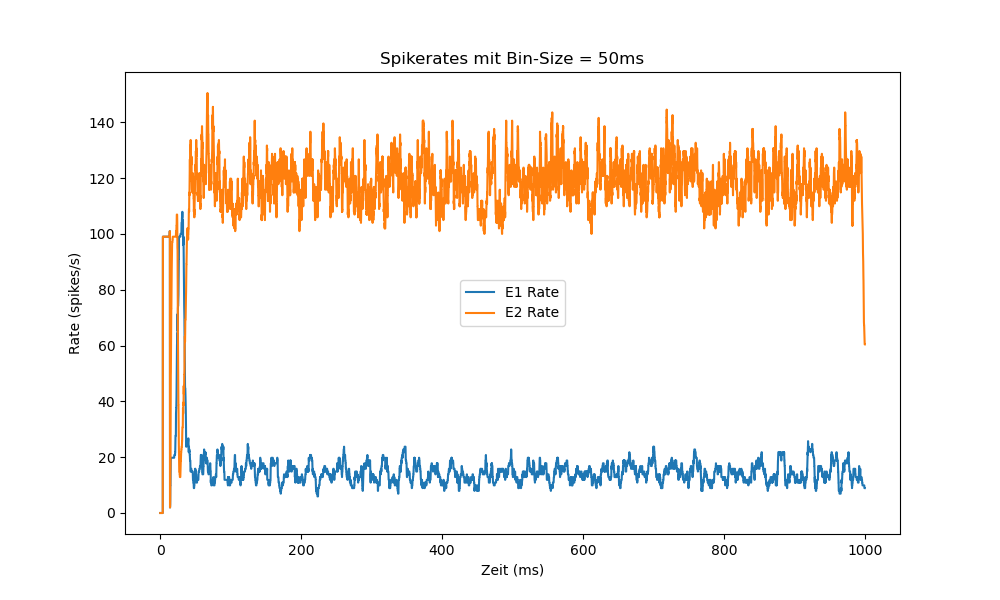 Spikerates mit Bin-Size = 50ms
Rate (spikes/s)
140
120
100
80
60
40
20
0
E1 Rate
E2 Rate
0 200 400 600 800 1000
Zeit (ms)